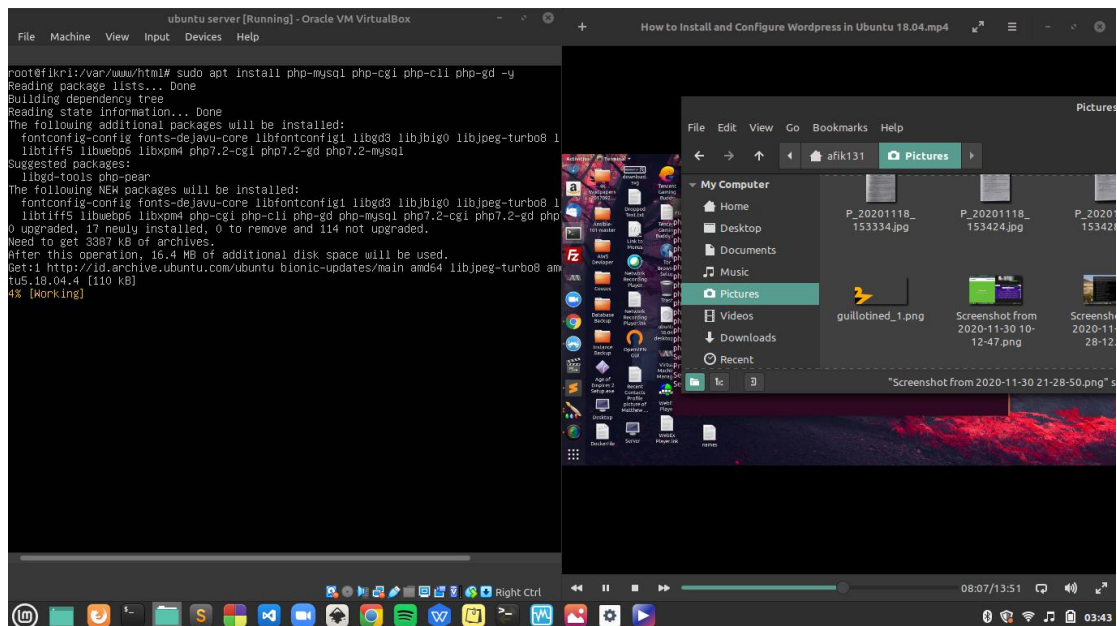 ubuntu server [Running] - Oracle VM VirtualBox
File Machine View Input Devices Help
root@fikri:/var/www/html# sudo apt install php-mysql php-cgi php-cli php-gd -y
Reading package lists... Done
Building dependency tree
Reading state information... Done
The following additional packages will be installed:
fontconfig-config fonts-dejavu-core libfontconfig1 libgd3 libjbig0 libjpeg-turbo8 l
libtiff5 libwebp6 libxpm4 php7.2-cgi php7.2-gd php7.2-mysql
Suggested packages:
libgd-tools php-pear
The following NEW packages will be installed:
fontconfig-config fonts-dejavu-core libfontconfig1 libgd3 libjbig0 libjpeg-turbo8 l
libtiff5 libwebp6 libxpm4 php-cgi php-cli php-gd php-mysql php7.2-cgi php7.2-gd php
0 upgraded, 17 newly installed, 0 to remove and 114 not upgraded.
Need to get 3387 kB of archives.
After this operation, 16.4 MB of additional disk space will be used.
Get:1 http://id.archive.ubuntu.com/ubuntu bionic-updates/main amd64 libjpeg-turbo8 am
tu5.18.04.4 [110 kB]
4% [Working]
Right Ctrl
How to Install and Configure Wordpress in Ubuntu 18.04.mp4
Pictures
File Edit View Go Bookmarks Help
afik131 Pictures
My Computer
Home
Desktop
Documents
Music
Pictures
Videos
Downloads
Recent
P_20201118_
153334.jpg
P_20201118_
153424.jpg
P_2020
153428
guillotined_1.png
Screenshot from
2020-11-30 10-
12-47.png
Screensh
2020-11-
28-12.
"Screenshot from 2020-11-30 21-28-50.png" s
Desktop
Dockerfile
Server
names
08:07/13:51
03:43